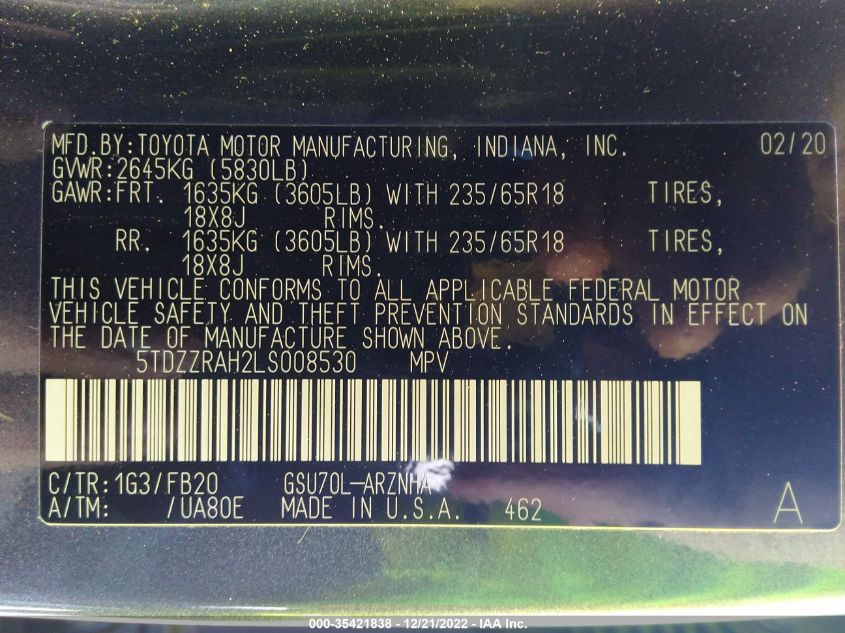 MFD.BY:TOYOTA MOTOR MANUFACTURING, INDIANA, INC. 02/20
GVWR:2645KG (5830LB)
GAWR:FRT. 1635KG (3605LB) WITH 235/65R18 TIRES,
18X8J RIMS.
RR. 1635KG (3605LB) WITH 235/65R18 TIRES,
18X8J RIMS.
THIS VEHICLE CONFORMS TO ALL APPLICABLE FEDERAL MOTOR
VEHICLE SAFETY AND THEFT PREVENTION STANDARDS IN EFFECT ON
THE DATE OF MANUFACTURE SHOWN ABOVE.
5TDZZRAH2LS008530 MPV
C/TR:1G3/FB20 GSU70L-ARZNHA
A/TM: /UA80E MADE IN U.S.A. 462 A
000-35421838 - 12/21/2022 - IAA Inc.